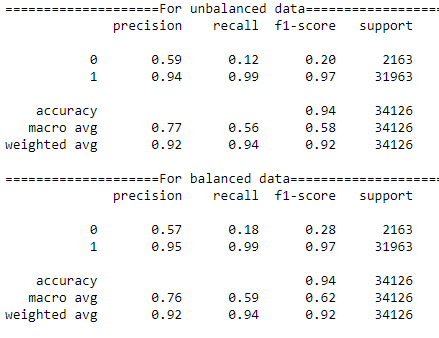 ====================For unbalanced data==================
precision recall f1-score support
0 0.59 0.12 0.20 2163
1 0.94 0.99 0.97 31963
accuracy 0.94 34126
macro avg 0.77 0.56 0.58 34126
weighted avg 0.92 0.94 0.92 34126
====================For balanced data====================
precision recall f1-score support
0 0.57 0.18 0.28 2163
1 0.95 0.99 0.97 31963
accuracy 0.94 34126
macro avg 0.76 0.59 0.62 34126
weighted avg 0.92 0.94 0.92 34126